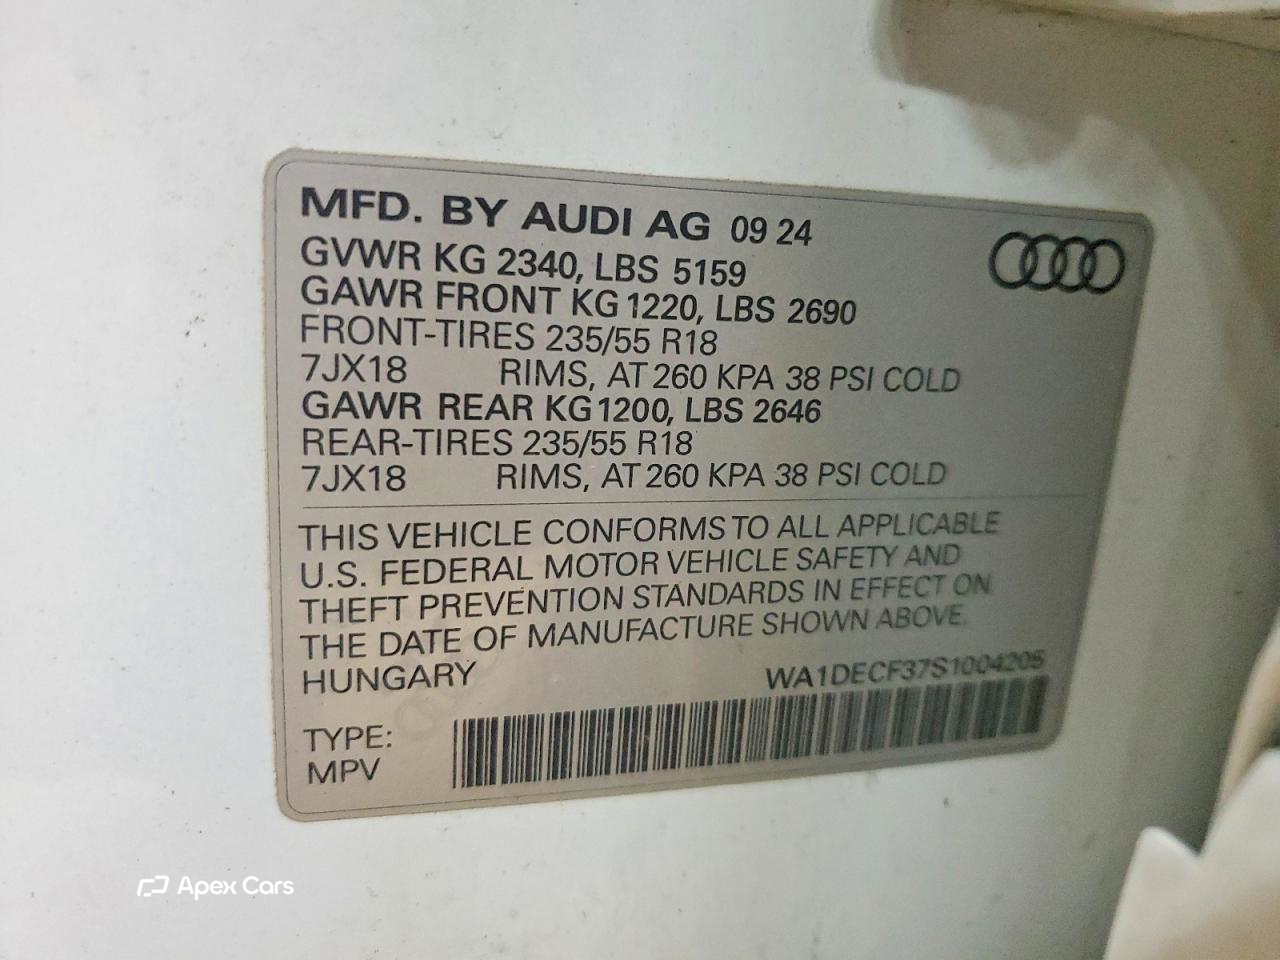 MFD. BY AUDI AG 09 24
GVWR KG 2340, LBS 5159
GAWR FRONT KG 1220, LBS 2690
FRONT-TIRES 235/55 R18
7JX18 RIMS, AT 260 KPA 38 PSI COLD
GAWR REAR KG 1200, LBS 2646
REAR-TIRES 235/55 R18
7JX18 RIMS, AT 260 KPA 38 PSI COLD
THIS VEHICLE CONFORMS TO ALL APPLICABLE
U.S. FEDERAL MOTOR VEHICLE SAFETY AND
THEFT PREVENTION STANDARDS IN EFFECT ON
THE DATE OF MANUFACTURE SHOWN ABOVE.
HUNGARY WA1DECF37S1004205
TYPE:
MPV
Apex Cars